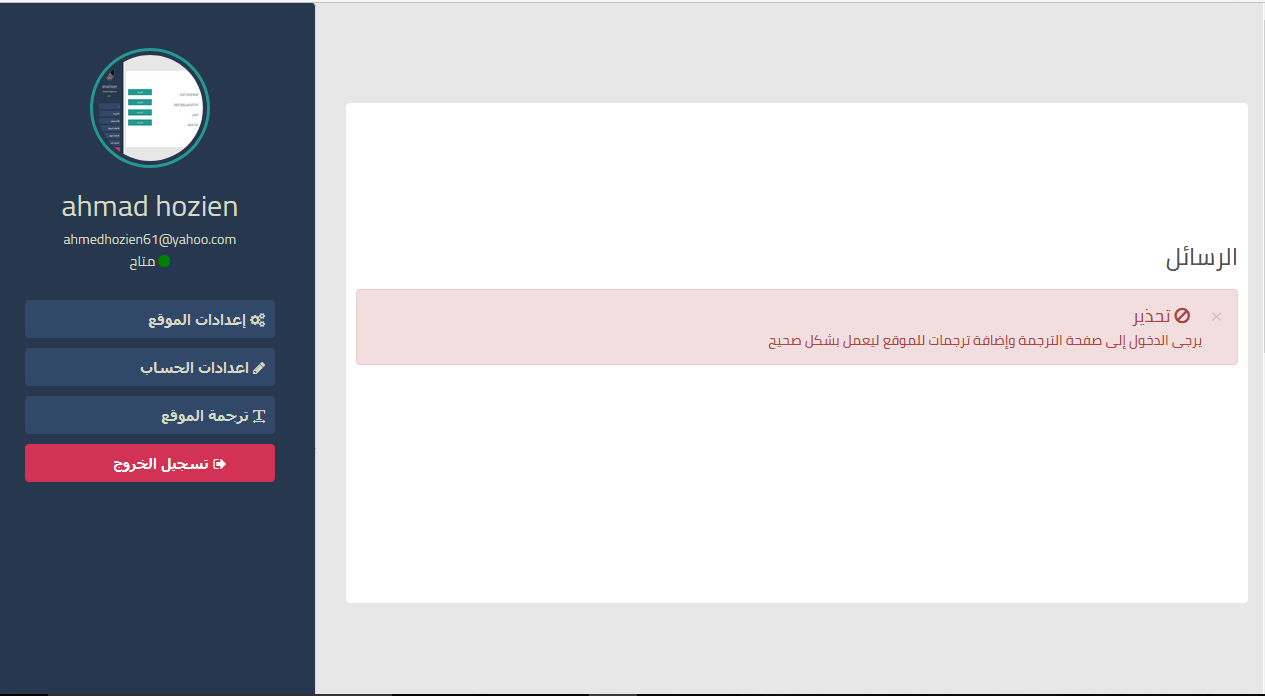 ahmad hozien
ahmedhozien61@yahoo.com
متاح
إعدادات الموقع
اعدادات الحساب
ترجمة الموقع
تسجيل الخروج
الرسائل
×
تحذير
يرجى الدخول إلى صفحة الترجمة وإضافة ترجمات للموقع ليعمل بشكل صحيح